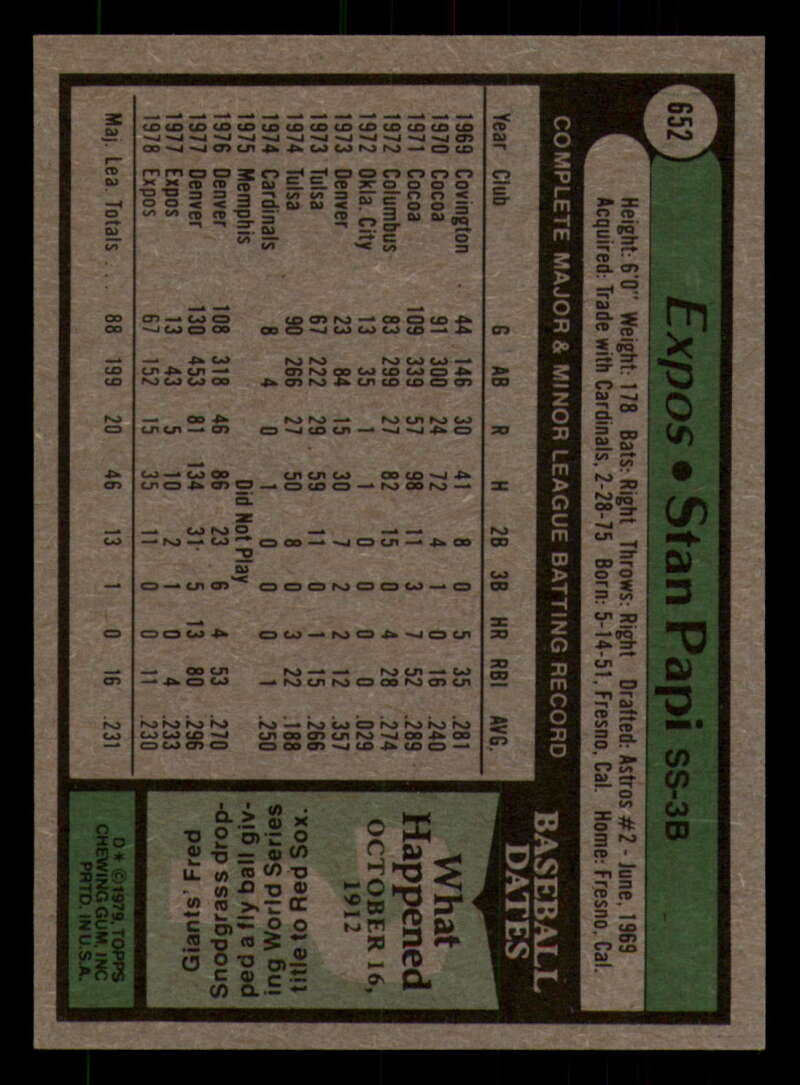 652
Expos • Stan Papi SS-3B
Height: 6'0" Weight: 178 Bats: Right Throws: Right Drafted: Astros #2 - June, 1969
Acquired: Trade with Cardinals, 2-28-75 Born: 5-14-51, Fresno, Cal. Home: Fresno, Cal.
COMPLETE MAJOR & MINOR LEAGUE BATTING RECORD
Year Club G AB R H 2B 3B HR RBI AVG.
1969 Covington 44 146 30 41 8 0 5 35 .281
1970 Cocoa 91 300 24 72 4 1 0 16 .240
1971 Cocoa 109 339 57 98 11 3 7 52 .289
1972 Columbus 83 299 27 82 15 0 4 28 .274
1972 Okla. City 13 35 1 1 0 0 0 0 .029
1973 Denver 23 84 15 30 7 2 2 12 .357
1973 Tulsa 67 222 29 59 11 0 1 15 .266
1974 Tulsa 90 266 27 50 8 0 3 22 .188
1974 Cardinals 8 4 0 1 0 0 0 1 .250
1975 Memphis Did Not Play
1976 Denver 108 318 46 86 23 6 4 53 .270
1977 Denver 130 453 81 134 31 5 13 80 .296
1977 Expos 13 43 5 10 2 1 0 4 .233
1978 Expos 67 152 15 35 11 0 0 11 .230
Maj. Lea. Totals . . . 88 199 20 46 13 1 0 16 .231
BASEBALL
DATES
What
Happened
OCTOBER 16,
1912
Giants' Fred
Snodgrass drop-
ped a fly ball giv-
ing World Series
title to Red Sox.
D* ©1979, TOPPS
CHEWING GUM, INC
PRTD. IN U.S.A.